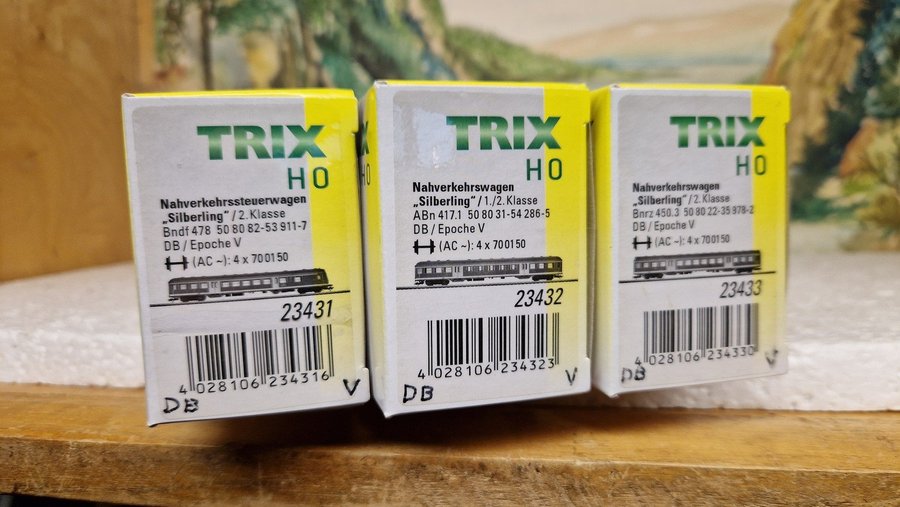 TRIX
H0
Nahverkehrssteuerwagen
„Silberling“ / 2. Klasse
Bndf 478 50 80 82-53 911-7
DB / Epoche V
(AC ~): 4 x 700150
23431
4 028106 234316
DB V
H0
TRIX
H0
Nahverkehrswagen
„Silberling“ / 1./2. Klasse
ABn 417.1 50 80 31-54 286-5
DB / Epoche V
(AC ~): 4 x 700150
23432
4 028106 234323
DB V
TRIX
H0
Nahverkehrswagen
„Silberling“ / 2. Klasse
Bnrz 450.3 50 80 22-35 878-2
DB / Epoche V
(AC ~): 4 x 700150
23433
4 028106 234330
DB V